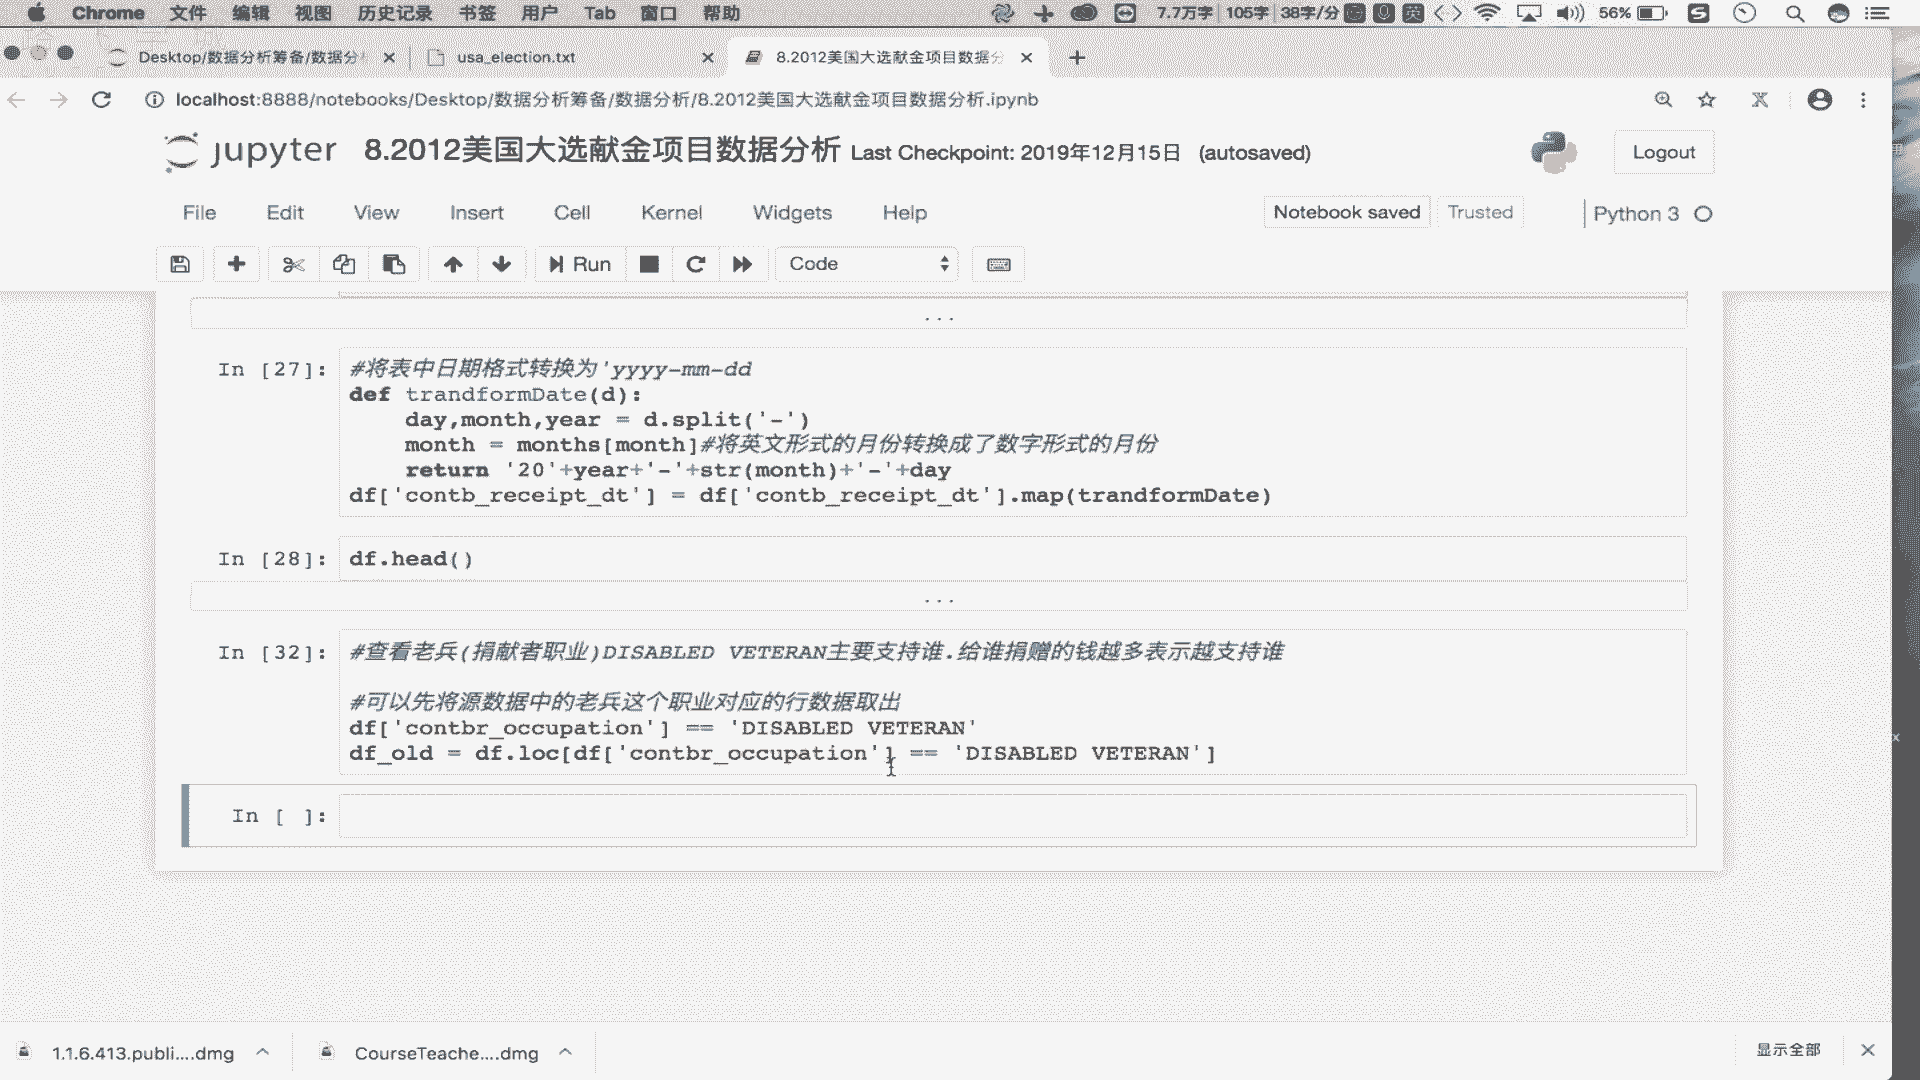 Chrome 文件 编辑 视图 历史记录 书签 用户 Tab 窗口 帮助 7.7万字 105字 38字/分 英 56%
Desktop/数据分析筹备/数据分 usa_election.txt 8.2012美国大选献金项目数据分
localhost:8888/notebooks/Desktop/数据分析筹备/数据分析/8.2012美国大选献金项目数据分析.ipynb
jupyter 8.2012美国大选献金项目数据分析 Last Checkpoint: 2019年12月15日 (autosaved) Logout
File Edit View Insert Cell Kernel Widgets Help Notebook saved Trusted Python 3
Run Code
...
In [27]: #将表中日期格式转换为'yyyy-mm-dd
def trandformDate(d):
day,month,year = d.split('-')
month = months[month]#将英文形式的月份转换成了数字形式的月份
return '20'+year+'-'+str(month)+'-'+day
df['contb_receipt_dt'] = df['contb_receipt_dt'].map(trandformDate)
In [28]: df.head()
...
In [32]: #查看老兵(捐献者职业)DISABLED VETERAN主要支持谁.给谁捐赠的钱越多表示越支持谁
#可以先将源数据中的老兵这个职业对应的行数据取出
df['contbr_occupation'] == 'DISABLED VETERAN'
df_old = df.loc[df['contbr_occupation'] == 'DISABLED VETERAN']
In [ ]:
1.1.6.413.publi....dmg CourseTeache....dmg 显示全部